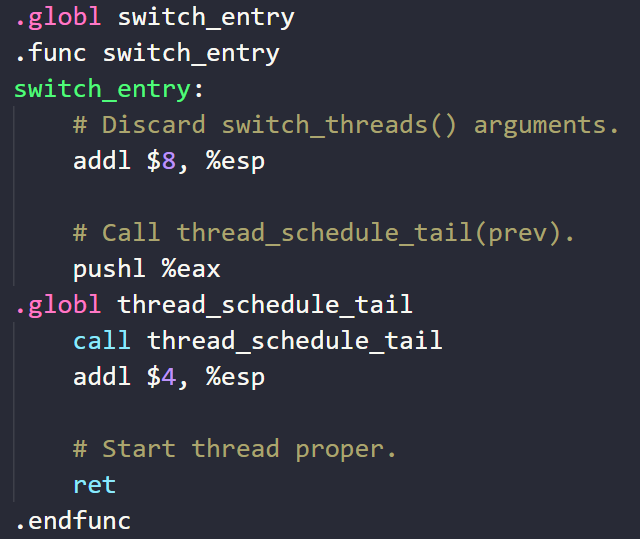 .globl switch_entry
.func switch_entry
switch_entry:
    # Discard switch_threads() arguments.
    addl $8, %esp

    # Call thread_schedule_tail(prev).
    pushl %eax
.globl thread_schedule_tail
    call thread_schedule_tail
    addl $4, %esp

    # Start thread proper.
    ret
.endfunc